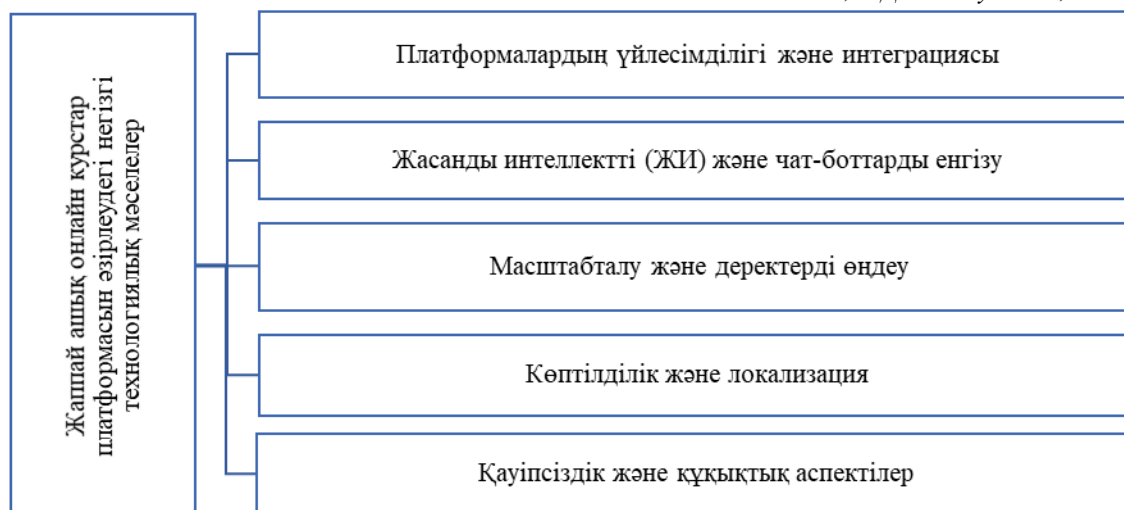 Жаппай ашық онлайн курстар
платформасын әзірлеудегі негізгі
технологиялық мәселелер
Платформалардың үйлесімділігі және интеграциясы
Жасанды интеллектті (ЖИ) және чат-боттарды енгізу
Масштабталу және деректерді өңдеу
Көптілділік және локализация
Қауіпсіздік және құқықтық аспектілер